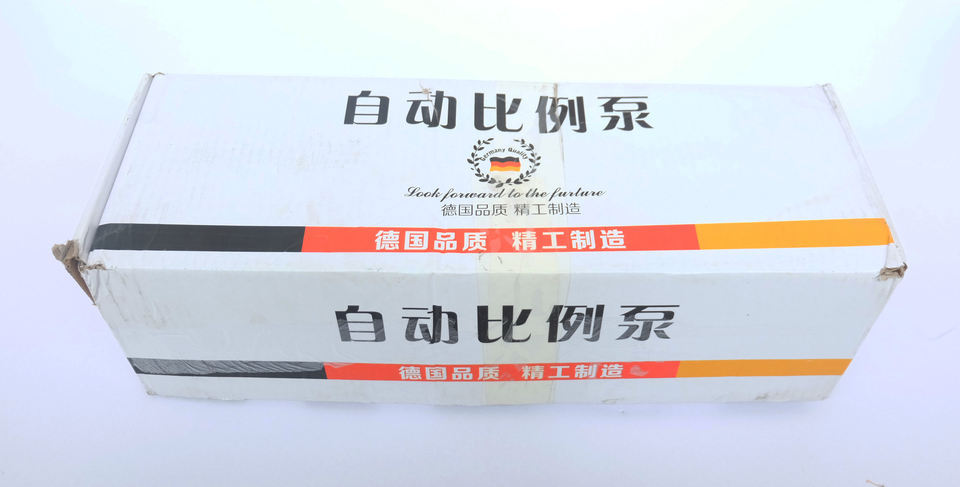 自动比例泵
Germany Quality
Look forward to the furture
德国品质 精工制造
德国品质 精工制造
自动比例泵
德国品质 精工制造